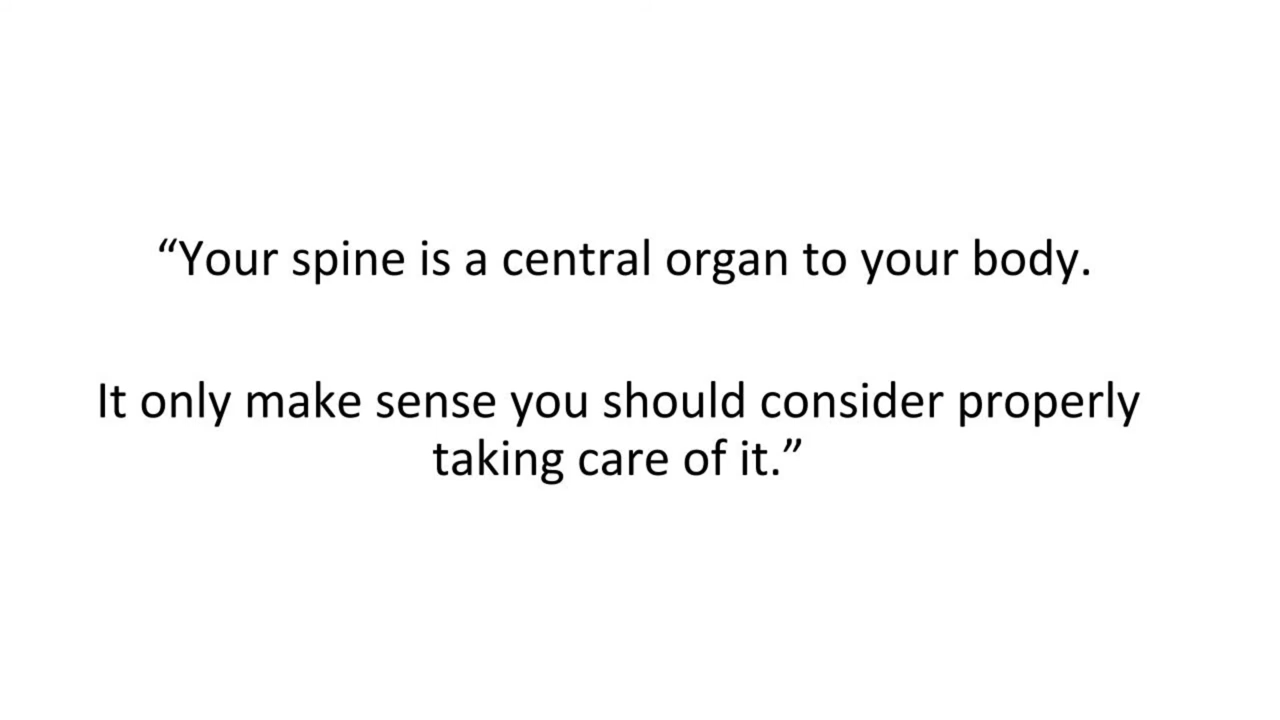 “Your spine is a central organ to your body.
It only make sense you should consider properly
taking care of it.”